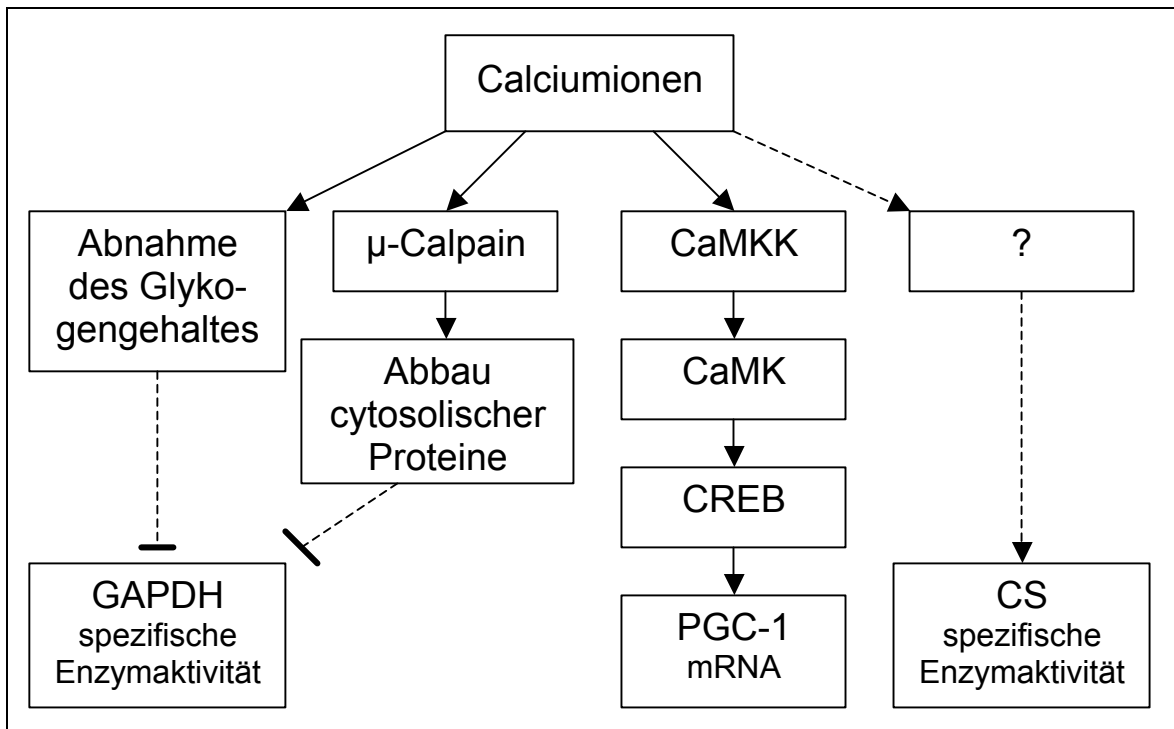 Calciumionen
Abnahme
des Glyko-
gengehaltes
µ-Calpain
Abbau
cytosolischer
Proteine
CaMKK
CaMK
CREB
PGC-1
mRNA
?
GAPDH
spezifische
Enzymaktivität
CS
spezifische
Enzymaktivität